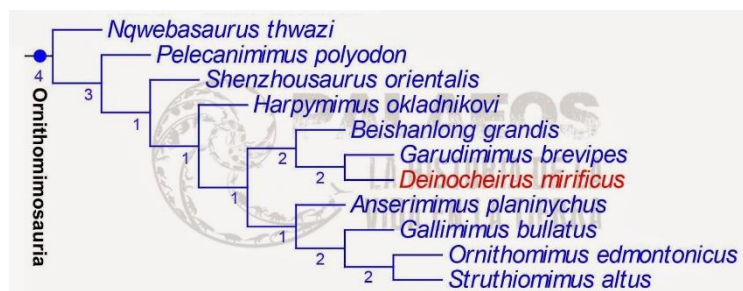 Nqwebasaurus thwazi
Pelecanimimus polyodon
Shenzhousaurus orientalis
Harpymimus okladnikovi
Beishanlong grandis
Garudimimus brevipes
Deinocheirus mirificus
Anserimimus planinychus
Gallimimus bullatus
Ornithomimus edmontonicus
Struthiomimus altus
Ornithomimosauria
4
3
1
1
2
2
1
1
2
2